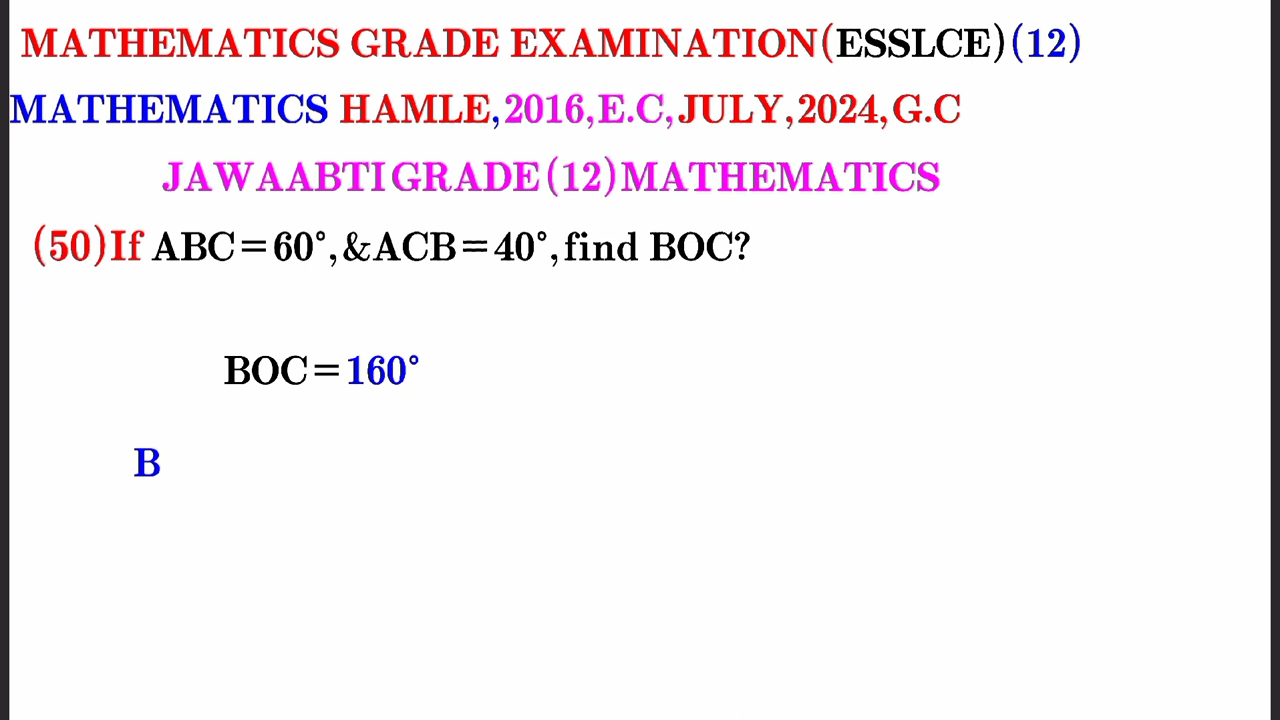 MATHEMATICS GRADE EXAMINATION(ESSLCE)(12)
MATHEMATICS HAMLE,2016,E.C,JULY,2024,G.C
JAWAABTI GRADE(12)MATHEMATICS
(50)If ABC=60°,&ACB=40°,find BOC?
BOC=160°
B